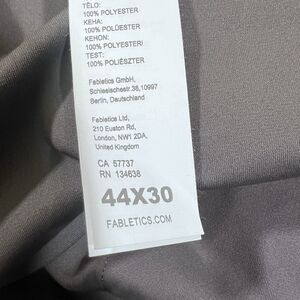 TĚLO:
100% POLYESTER
KEHA:
100% POLÜESTER
KEHON:
100% POLYESTERI
TEST:
100% POLIÉSZTER
Fabletics GmbH,
Schlesischestr.38,10997
Berlin, Deutschland
Fabletics Ltd,
210 Euston Rd,
London, NW1 2DA,
United Kingdom
CA 57737
RN 134638
44X30
FABLETICS.COM